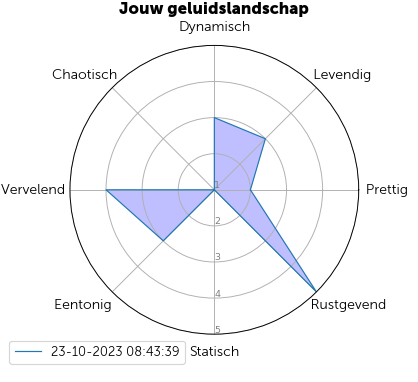 Jouw geluidslandschap
Dynamisch
Chaotisch
Levendig
Vervelend
1
Prettig
2
3
4
Eentonig
Rustgevend
5
23-10-2023 08:43:39
Statisch